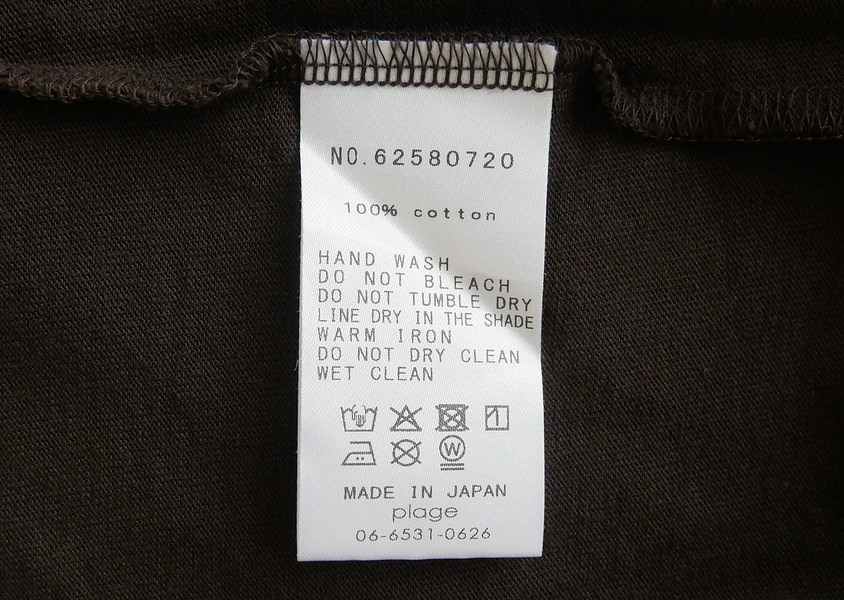 NO.62580720
100% cotton
HAND WASH
DO NOT BLEACH
DO NOT TUMBLE DRY
LINE DRY IN THE SHADE
WARM IRON
DO NOT DRY CLEAN
WET CLEAN
W
MADE IN JAPAN
plage
06-6531-0626